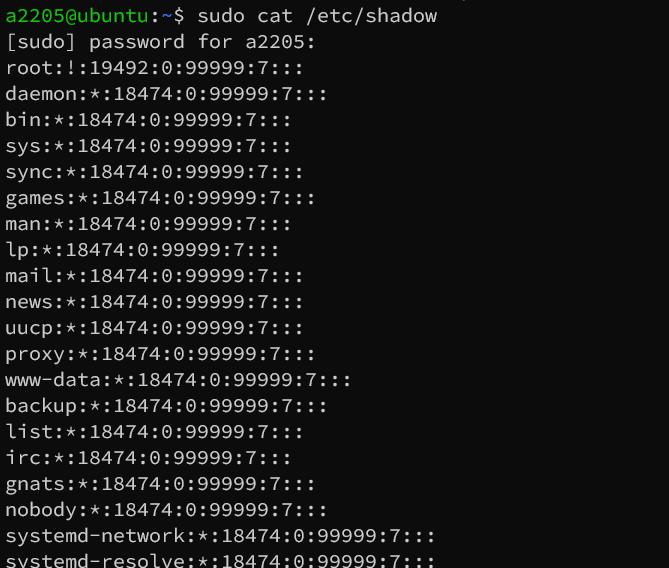 a2205@ubuntu:~$ sudo cat /etc/shadow
[sudo] password for a2205:
root:!:19492:0:99999:7:::
daemon:*:18474:0:99999:7:::
bin:*:18474:0:99999:7:::
sys:*:18474:0:99999:7:::
sync:*:18474:0:99999:7:::
games:*:18474:0:99999:7:::
man:*:18474:0:99999:7:::
lp:*:18474:0:99999:7:::
mail:*:18474:0:99999:7:::
news:*:18474:0:99999:7:::
uucp:*:18474:0:99999:7:::
proxy:*:18474:0:99999:7:::
www-data:*:18474:0:99999:7:::
backup:*:18474:0:99999:7:::
list:*:18474:0:99999:7:::
irc:*:18474:0:99999:7:::
gnats:*:18474:0:99999:7:::
nobody:*:18474:0:99999:7:::
systemd-network:*:18474:0:99999:7:::
systemd-resolve:*:18474:0:99999:7:::